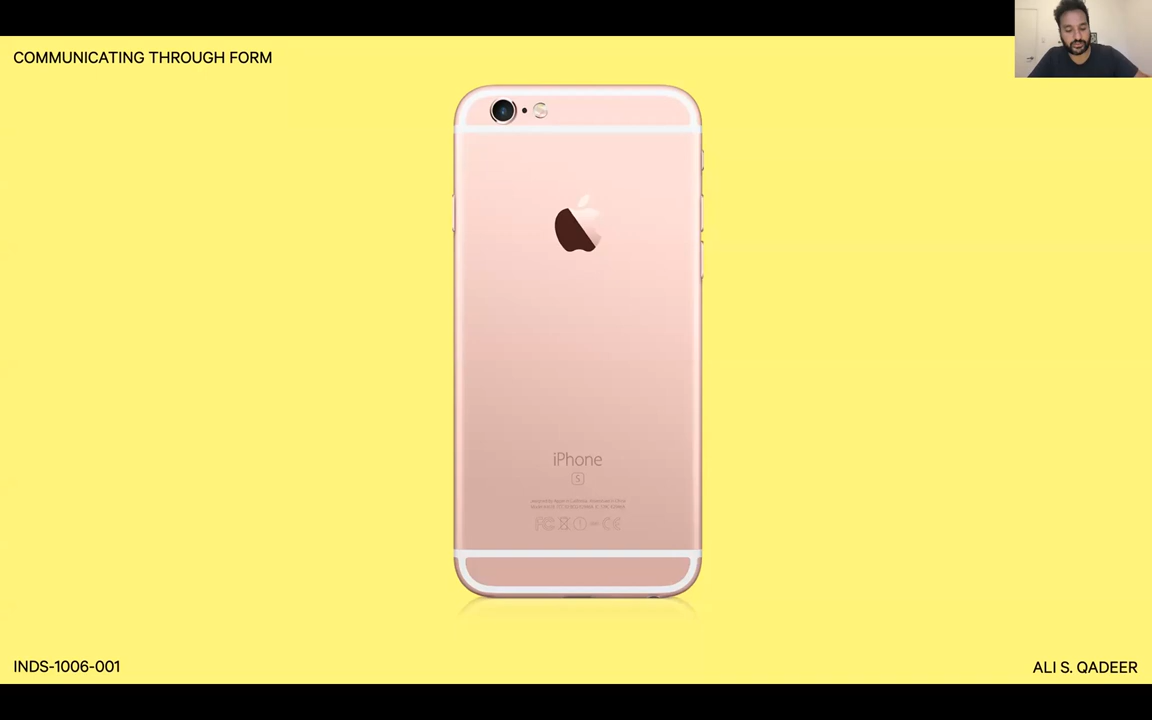 COMMUNICATING THROUGH FORM
iPhone
S
INDS-1006-001
ALI S. QADEER